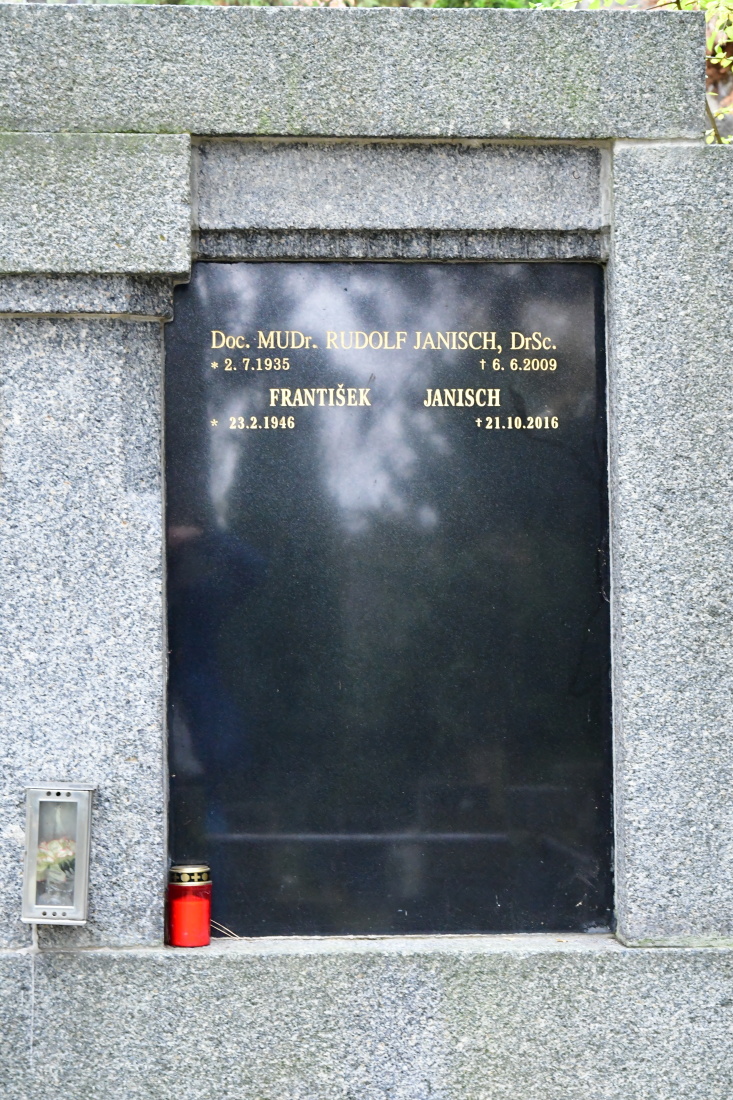 Doc. MUDr. RUDOLF JANISCH, DrSc.
* 2. 7.1935 † 6. 6.2009
FRANTIŠEK JANISCH
* 23.2.1946 †21.10.2016